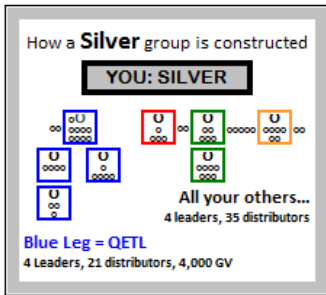 How a Silver group is constructed
YOU: SILVER
All your others...
4 leaders, 35 distributors
Blue Leg = QETL
4 Leaders, 21 distributors, 4,000 GV